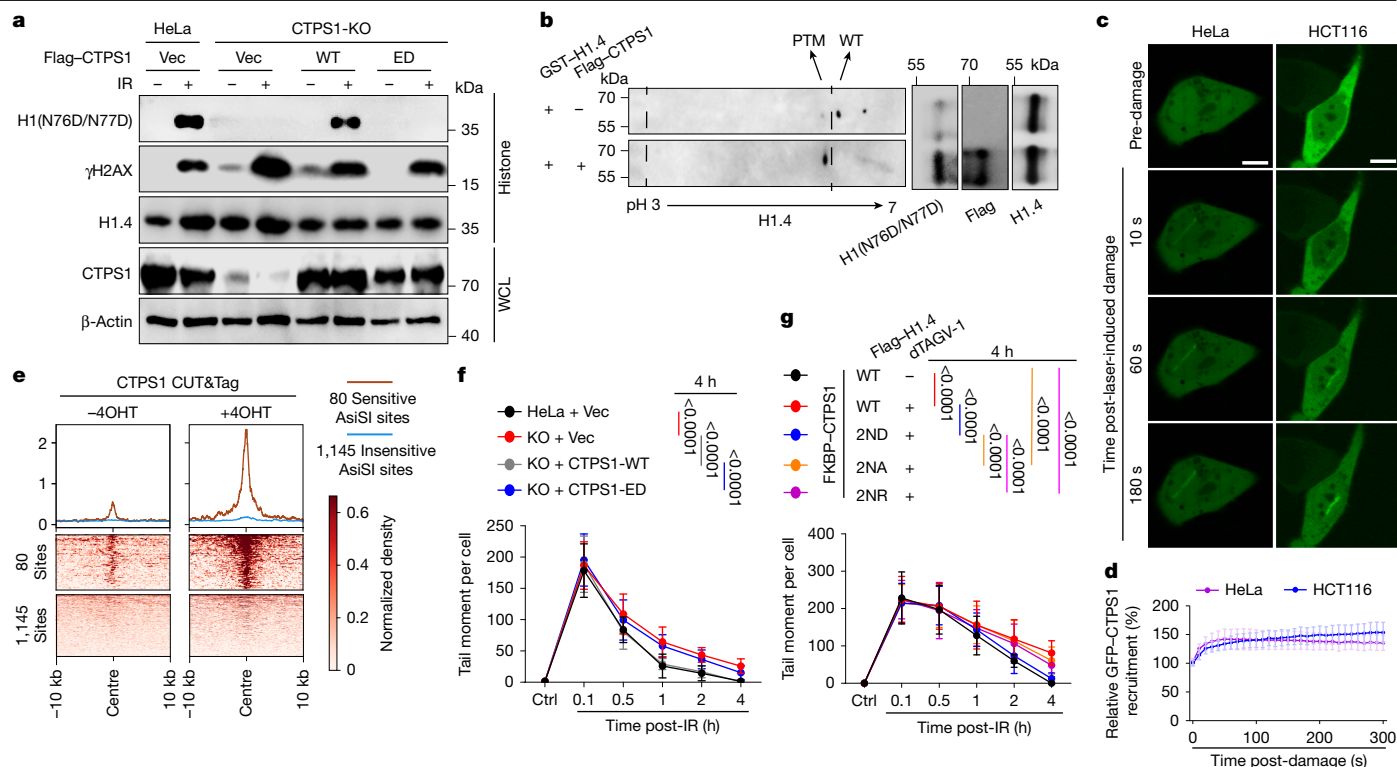 a
HeLa CTPS1-KO
Flag–CTPS1 Vec Vec WT ED
IR – + – + – + – + kDa
H1(N76D/N77D) 35
γH2AX 15
H1.4 35
Histone
CTPS1 70
β-Actin 40
WCL
b
GST–H1.4
Flag–CTPS1
PTM WT
kDa 55 70 55 kDa
+ – 70
55
+ + 70
55
pH 3 7
H1.4
H1(N76D/N77D)
Flag
H1.4
c
HeLa HCT116
Pre-damage
10 s
60 s
180 s
Time post-laser-induced damage
d
HeLa HCT116
Relative GFP–CTPS1
recruitment (%)
200
150
100
50
0
0 100 200 300
Time post-damage (s)
e
CTPS1 CUT&Tag
–4OHT +4OHT
80 Sensitive
AsiSI sites
1,145 Insensitive
AsiSI sites
2
1
0
80
Sites
1,145
Sites
0.6
0.4
0.2
0
Normalized density
–10 kb Centre 10 kb –10 kb Centre 10 kb
f
4 h
HeLa + Vec
KO + Vec
KO + CTPS1-WT
KO + CTPS1-ED
<0.0001
<0.0001
<0.0001
Tail moment per cell
250
200
150
100
50
0
Ctrl 0.1 0.5 1 2 4
Time post-IR (h)
g
Flag–H1.4
dTAGV-1
4 h
FKBP–CTPS1
WT –
WT +
2ND +
2NA +
2NR +
<0.0001
<0.0001
<0.0001
<0.0001
<0.0001
<0.0001
Tail moment per cell
400
300
200
100
0
Ctrl 0.1 0.5 1 2 4
Time post-IR (h)